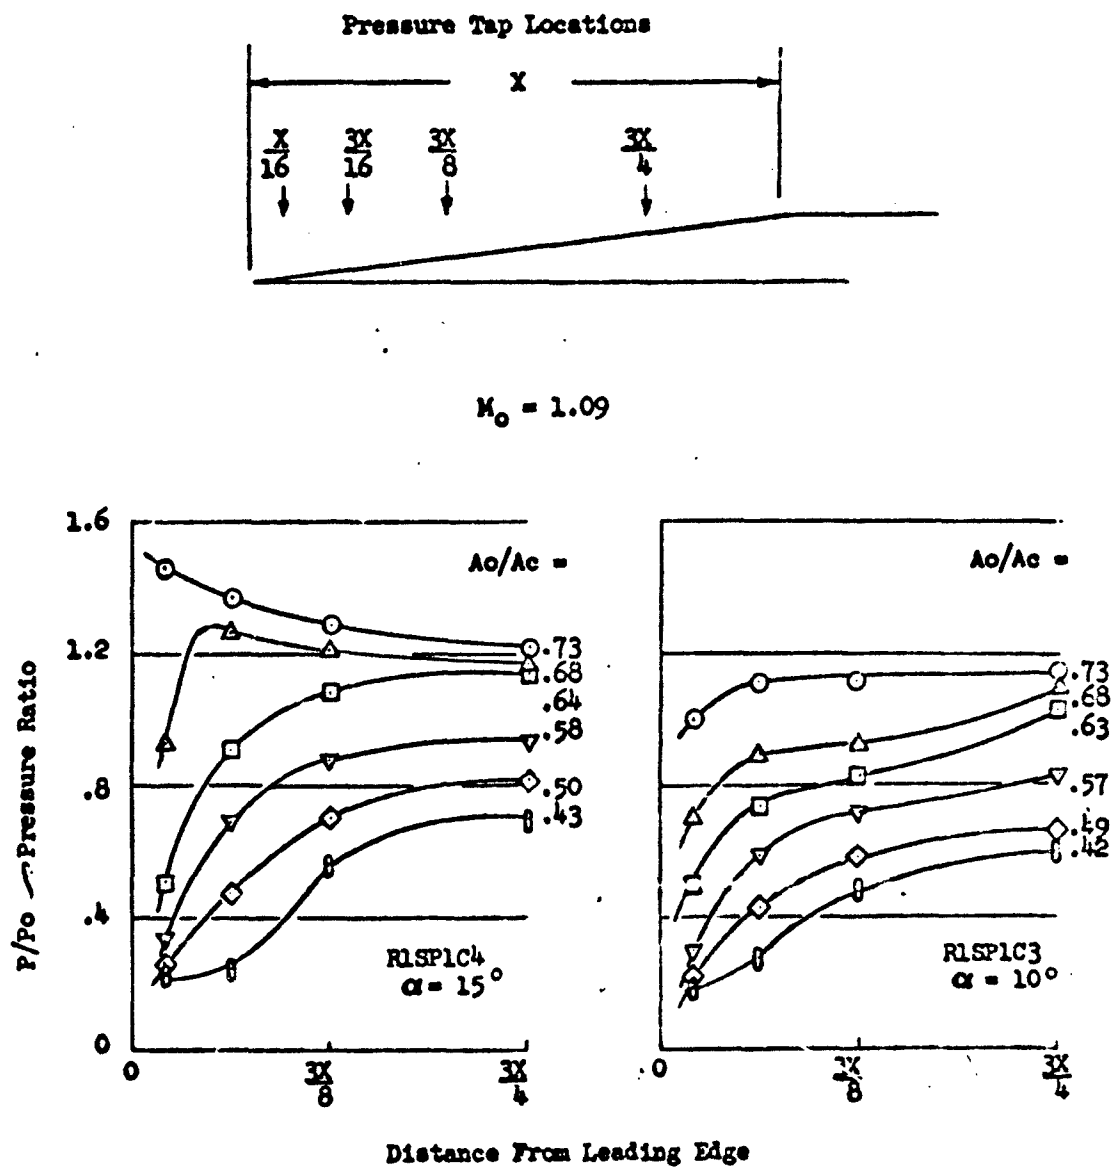 Pressure Tap Locations
X
X/16 3X/16 3X/8 3X/4
Mo = 1.09
P/Po ~ Pressure Ratio
1.6
1.2
.8
.4
0
Ao/Ac =
.73
.68
.64
.58
.50
.43
R1SP1C4
α = 15°
0 3X/8 3X/4
Ao/Ac =
.73
.68
.63
.57
.49
.42
R1SP1C3
α = 10°
0 3X/8 3X/4
Distance From Leading Edge